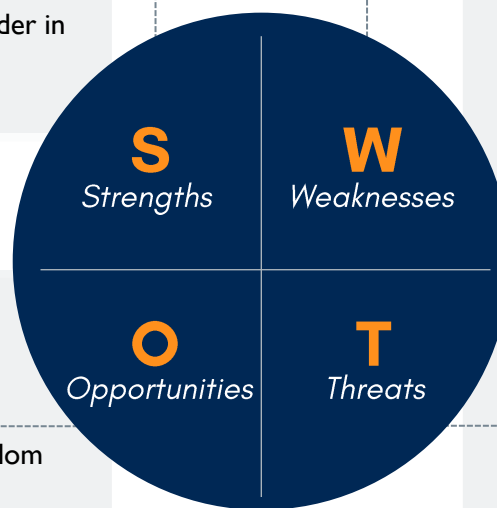 der in
S W
Strengths Weaknesses
O T
Opportunities Threats
dom